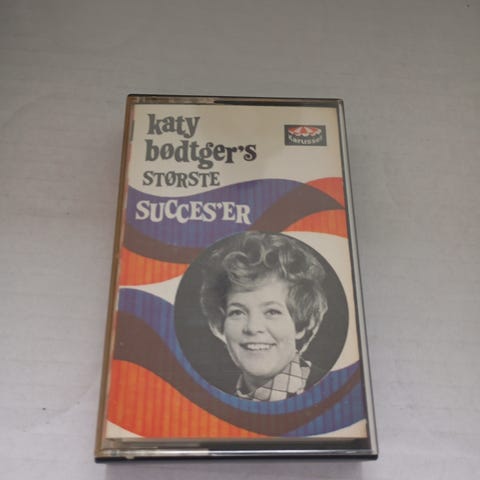 katy
bødtger's
STØRSTE
SUCCES'ER
karussel